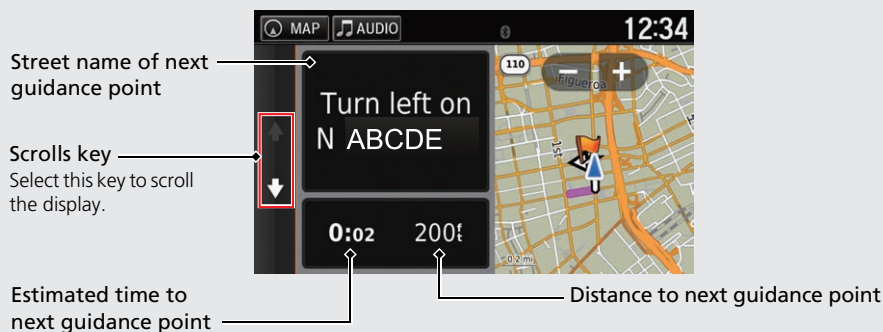 MAP AUDIO 12:34
Street name of next
guidance point
110
Figueroa
Turn left on
N ABCDE
1st
Scrolls key
Select this key to scroll
the display.
0:02 200ft
0.2 mi
Estimated time to
next guidance point
Distance to next guidance point